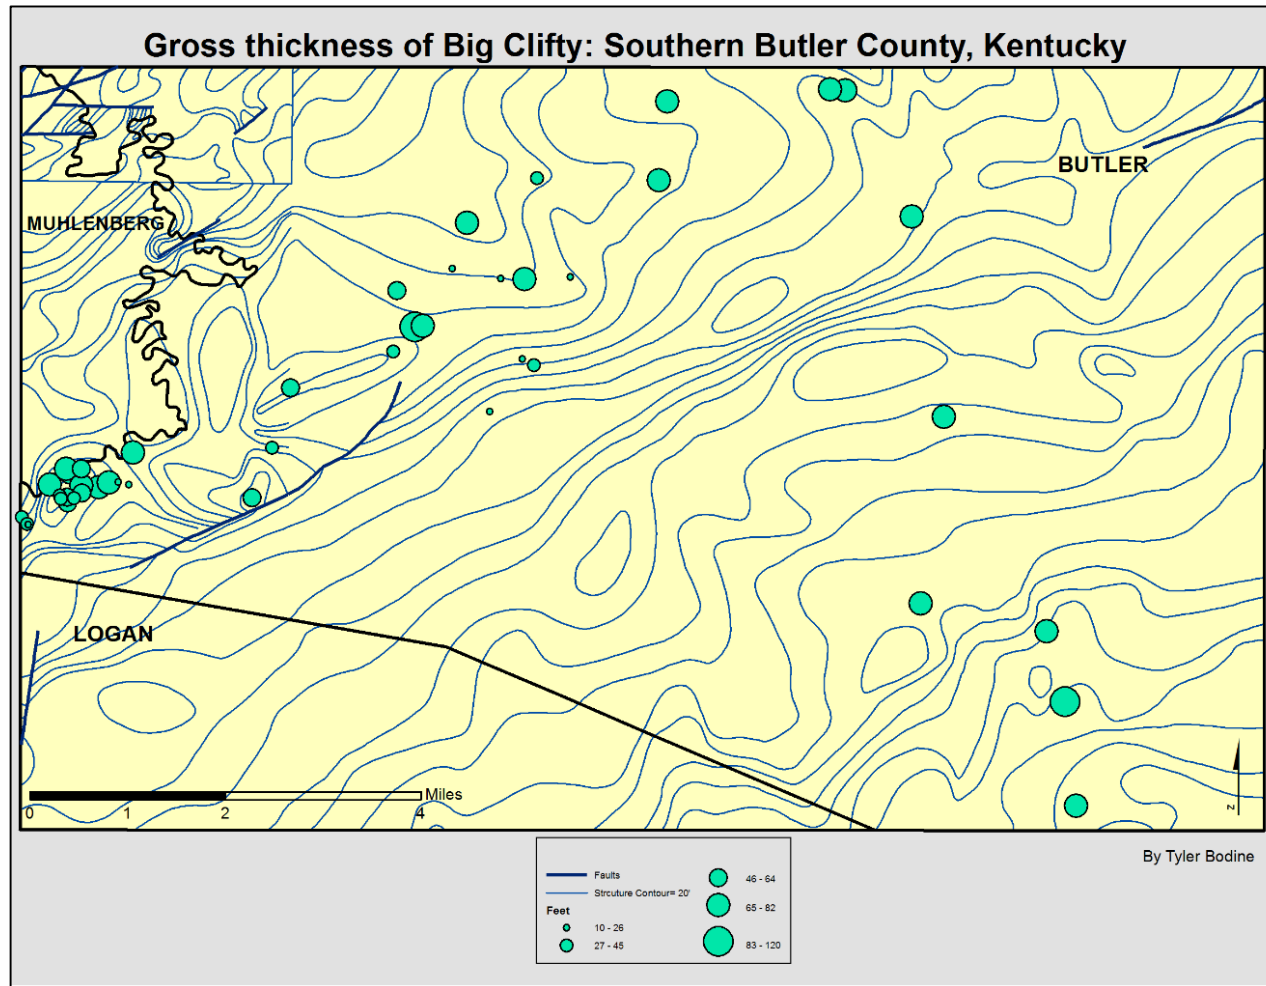 Gross thickness of Big Clifty: Southern Butler County, Kentucky
BUTLER
MUHLENBERG
LOGAN
Miles
0 1 2 4
N
By Tyler Bodine
Faults
Strcuture Contour= 20'
Feet
10 - 26
27 - 45
46 - 64
65 - 82
83 - 120